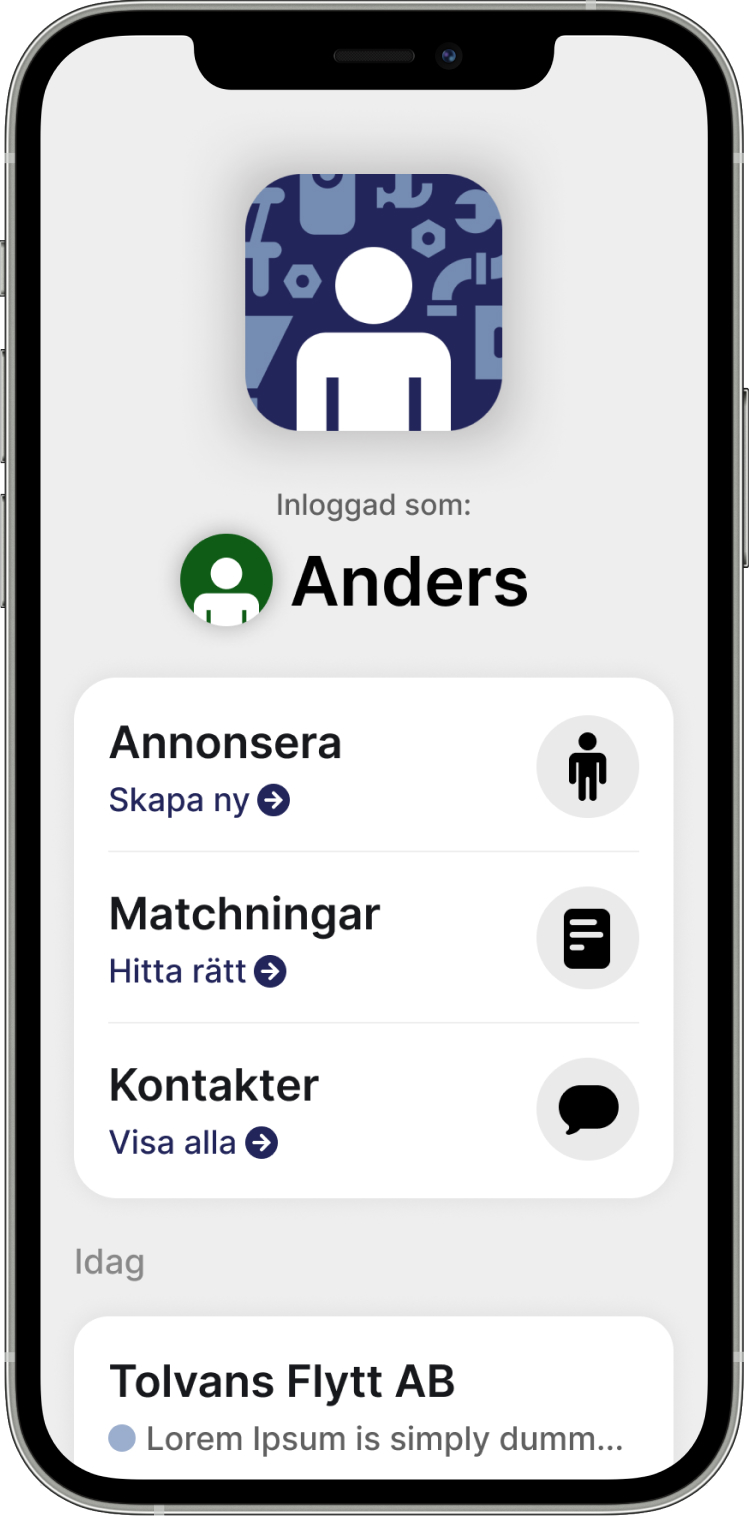 Inloggad som:
Anders
Annonsera
Skapa ny
Matchningar
Hitta rätt
Kontakter
Visa alla
Idag
Tolvans Flytt AB
Lorem Ipsum is simply dumm...